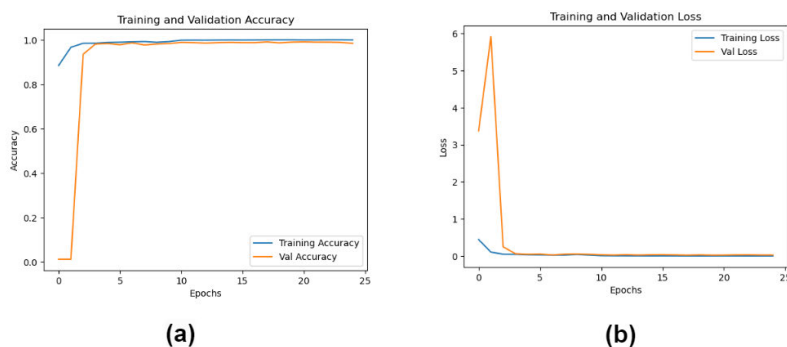 Training and Validation Accuracy
1.0
0.8
0.6
0.4
0.2
0.0
Accuracy
Training Accuracy
Val Accuracy
0
5
10
15
20
25
Epochs
(a)
Training and Validation Loss
Training Loss
Val Loss
6
5
4
3
2
1
0
Loss
0
5
10
15
20
25
Epochs
(b)